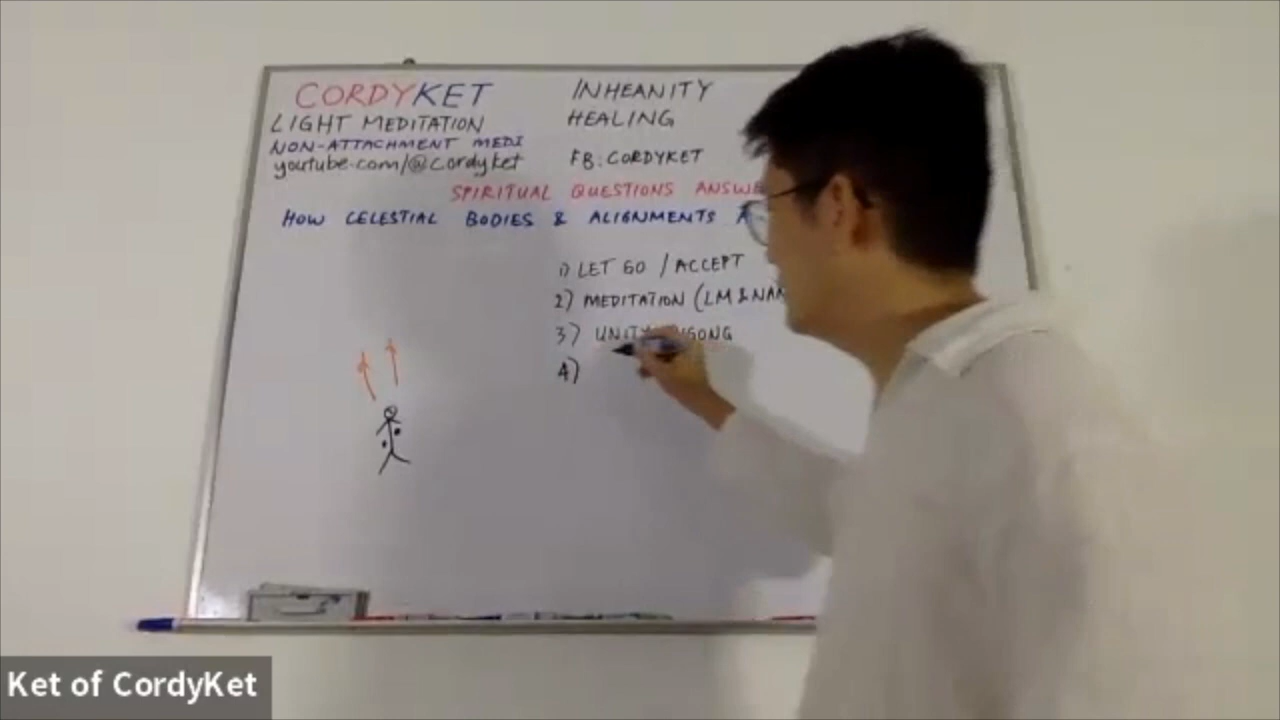 CORDYKET
LIGHT MEDITATION
NON-ATTACHMENT MEDI
youtube.com/@cordyket
INHEANITY
HEALING
FB: CORDYKET
SPIRITUAL QUESTIONS
HOW CELESTIAL BODIES & ALIGNMENTS
1) LET GO / ACCEPT
2) MEDITATION (LM &
3) UNITY
4)
Ket of CordyKet